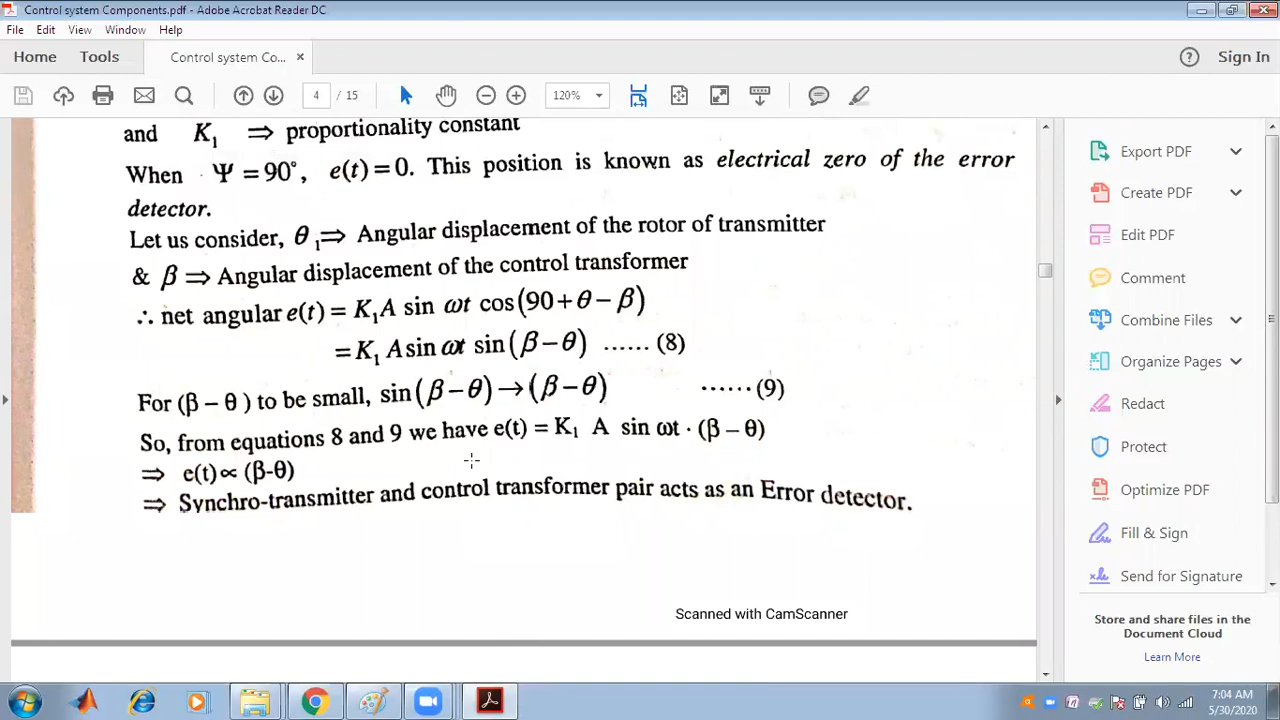 Control system Components.pdf - Adobe Acrobat Reader DC
File Edit View Window Help
Home Tools Control system Co... × Sign In
4 / 15 120%
and K₁ ⇒ proportionality constant
When Ψ = 90°, e(t) = 0. This position is known as electrical zero of the error
detector.
Let us consider, θ ₁⇒ Angular displacement of the rotor of transmitter
& β ⇒ Angular displacement of the control transformer
∴ net angular e(t) = K₁A sin ωt cos(90+θ−β)
= K₁ A sin ωt sin(β−θ) ...... (8)
For (β − θ ) to be small, sin(β−θ)→(β−θ) ......(9)
So, from equations 8 and 9 we have e(t) = K₁ A sin ωt · (β − θ)
⇒ e(t)∝ (β-θ)
⇒ Synchro-transmitter and control transformer pair acts as an Error detector.
Scanned with CamScanner
Export PDF
Create PDF
Edit PDF
Comment
Combine Files
Organize Pages
Redact
Protect
Optimize PDF
Fill & Sign
Send for Signature
Store and share files in the
Document Cloud
Learn More
7:04 AM
5/30/2020